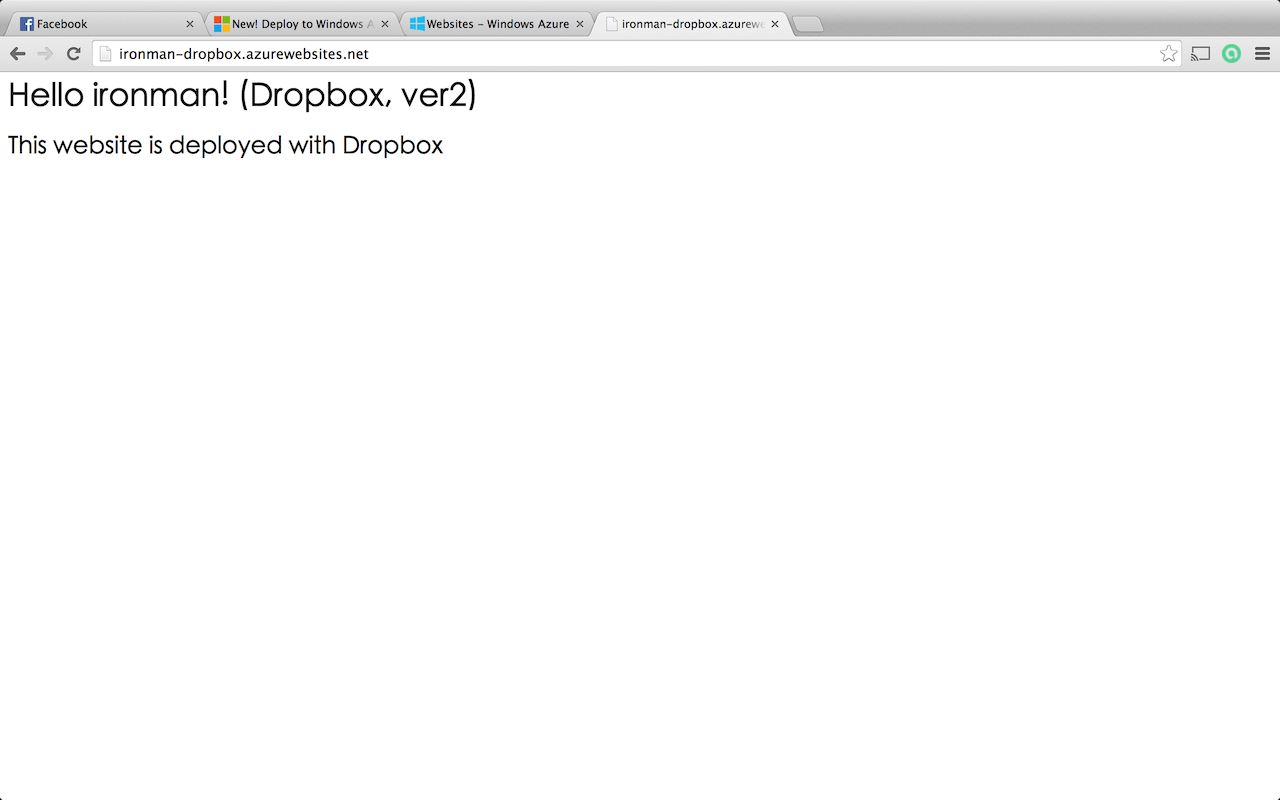 Facebook
New! Deploy to Windows A
Websites - Windows Azure
ironman-dropbox.azurewe
ironman-dropbox.azurewebsites.net
Hello ironman! (Dropbox, ver2)
This website is deployed with Dropbox